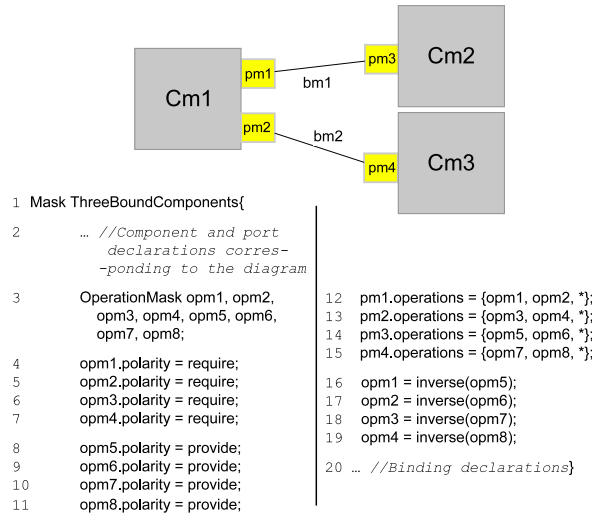 Cm1
pm1
pm2
bm1
bm2
pm3
Cm2
pm4
Cm3
1 Mask ThreeBoundComponents{
2 … //Component and port
declarations corres-
-ponding to the diagram
3 OperationMask opm1, opm2,
opm3, opm4, opm5, opm6,
opm7, opm8;
4 opm1.polarity = require;
5 opm2.polarity = require;
6 opm3.polarity = require;
7 opm4.polarity = require;
8 opm5.polarity = provide;
9 opm6.polarity = provide;
10 opm7.polarity = provide;
11 opm8.polarity = provide;
12 pm1.operations = {opm1, opm2, *};
13 pm2.operations = {opm3, opm4, *};
14 pm3.operations = {opm5, opm6, *};
15 pm4.operations = {opm7, opm8, *};
16 opm1 = inverse(opm5);
17 opm2 = inverse(opm6);
18 opm3 = inverse(opm7);
19 opm4 = inverse(opm8);
20 … //Binding declarations}